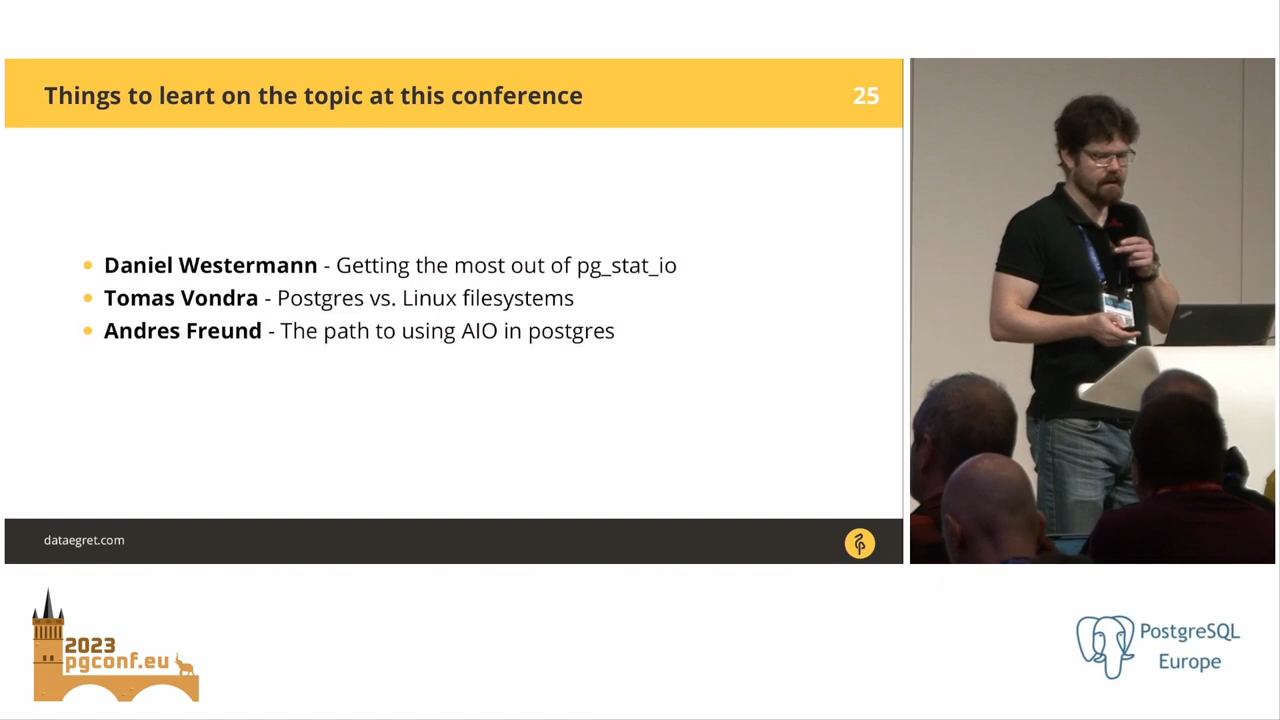 Things to leart on the topic at this conference
25
Daniel Westermann - Getting the most out of pg_stat_io
Tomas Vondra - Postgres vs. Linux filesystems
Andres Freund - The path to using AIO in postgres
dataegret.com
2023
pgconf.eu
PostgreSQL
Europe